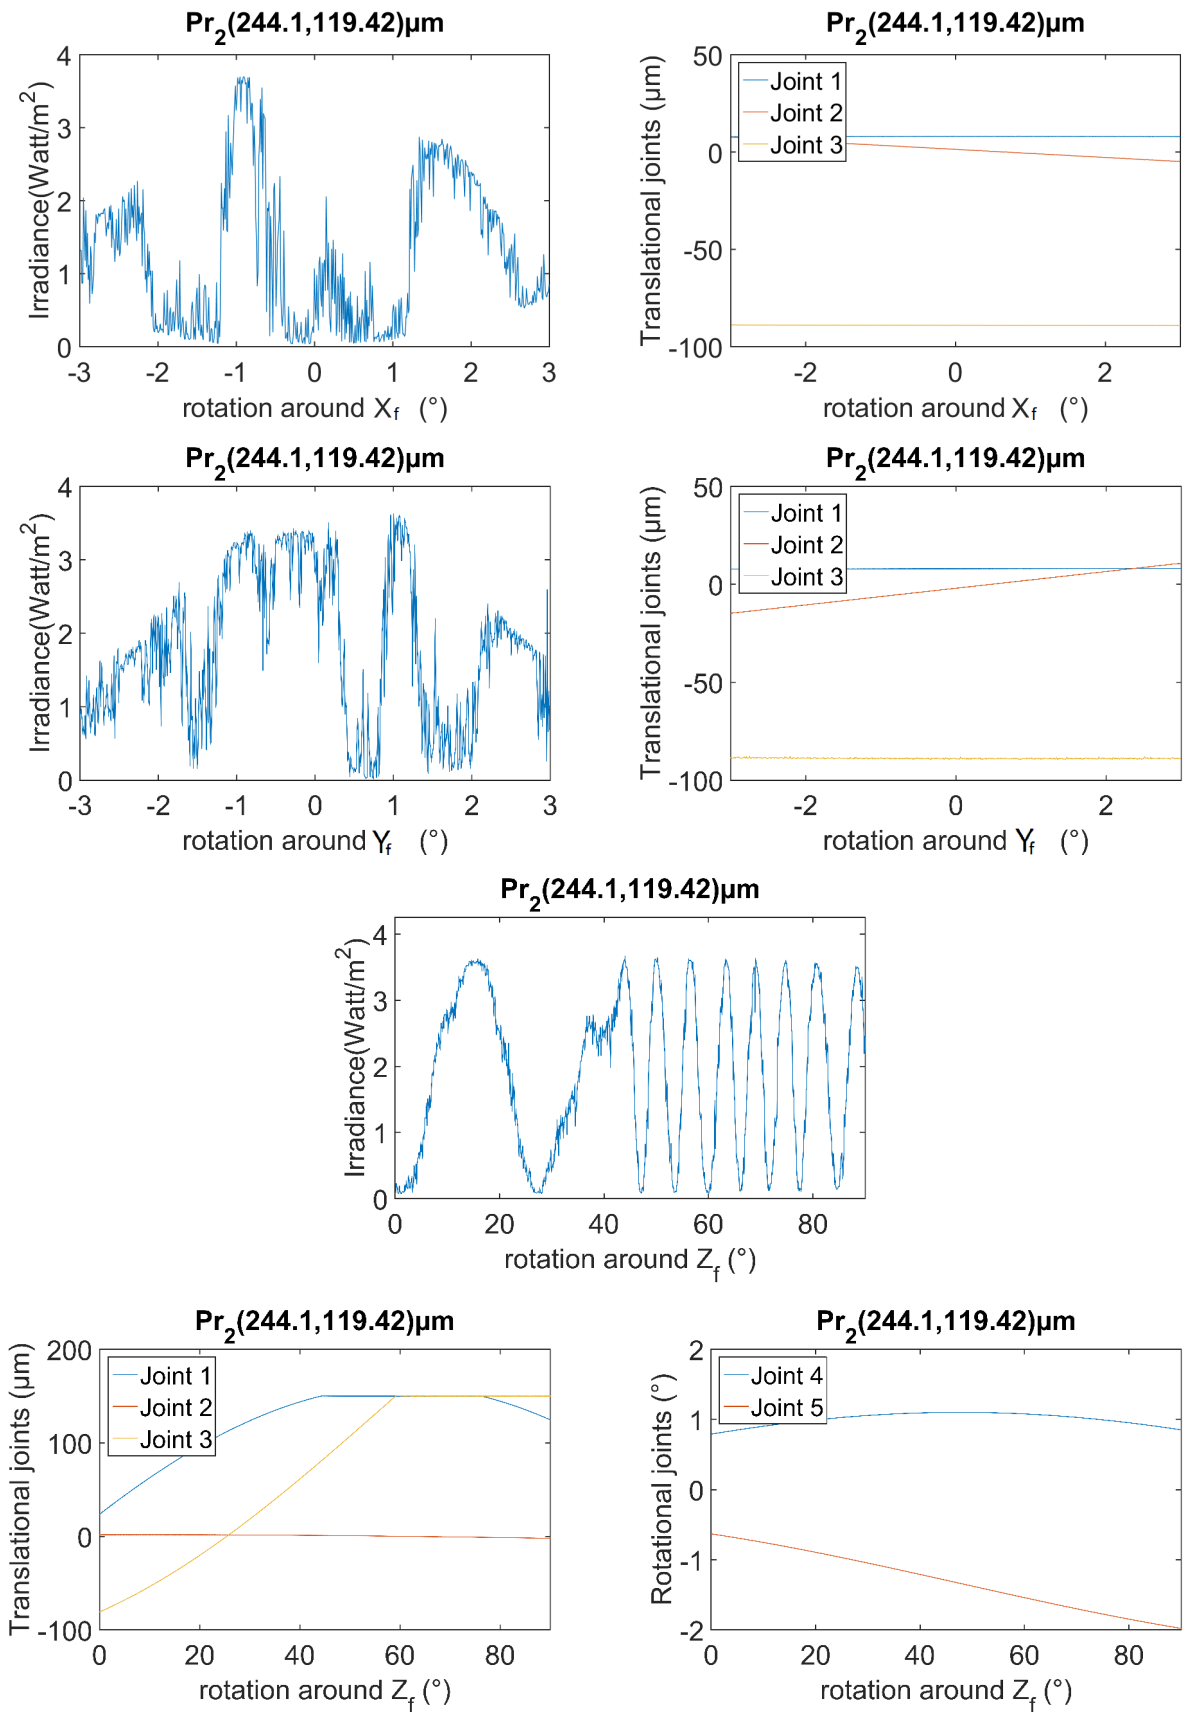 Pr2(244.1,119.42)µm
Irradiance(Watt/m2)
4
3
2
1
0
-3 -2 -1 0 1 2 3
rotation around Xf (°)
Pr2(244.1,119.42)µm
Translational joints (µm)
50
0
-50
-100
Joint 1
Joint 2
Joint 3
-2 0 2
rotation around Xf (°)
Pr2(244.1,119.42)µm
Irradiance(Watt/m2)
4
3
2
1
0
-3 -2 -1 0 1 2 3
rotation around Yf (°)
Pr2(244.1,119.42)µm
Translational joints (µm)
50
0
-50
-100
Joint 1
Joint 2
Joint 3
-2 0 2
rotation around Yf (°)
Pr2(244.1,119.42)µm
Irradiance(Watt/m2)
4
3
2
1
0
0 20 40 60 80
rotation around Zf (°)
Pr2(244.1,119.42)µm
Translational joints (µm)
200
100
0
-100
Joint 1
Joint 2
Joint 3
0 20 40 60 80
rotation around Zf (°)
Pr2(244.1,119.42)µm
Rotational joints (°)
2
1
0
-1
-2
Joint 4
Joint 5
0 20 40 60 80
rotation around Zf (°)